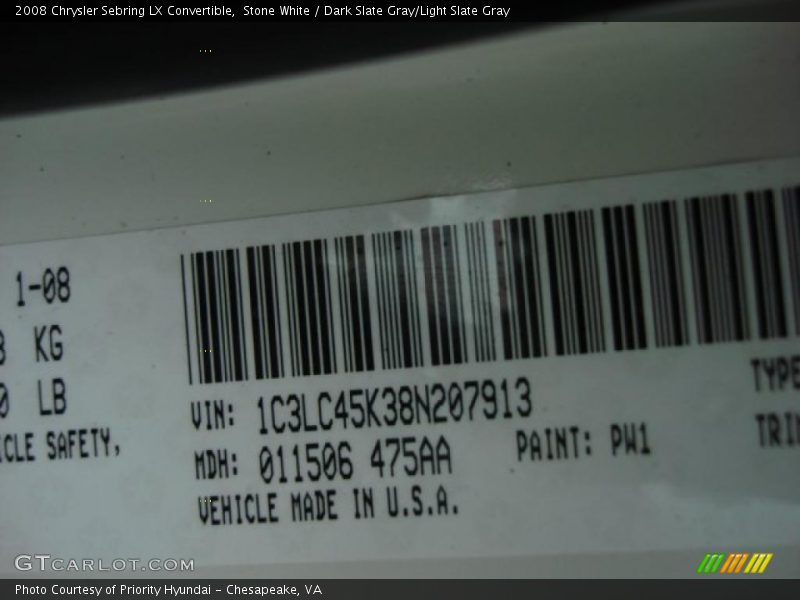 2008 Chrysler Sebring LX Convertible, Stone White / Dark Slate Gray/Light Slate Gray
1-08
KG
LB
SAFETY,
VIN: 1C3LC45K38N207913
MDH: 011506 475AA
PAINT: PW1
VEHICLE MADE IN U.S.A.
TYPE
GTCARLOT.COM
Photo Courtesy of Priority Hyundai - Chesapeake, VA